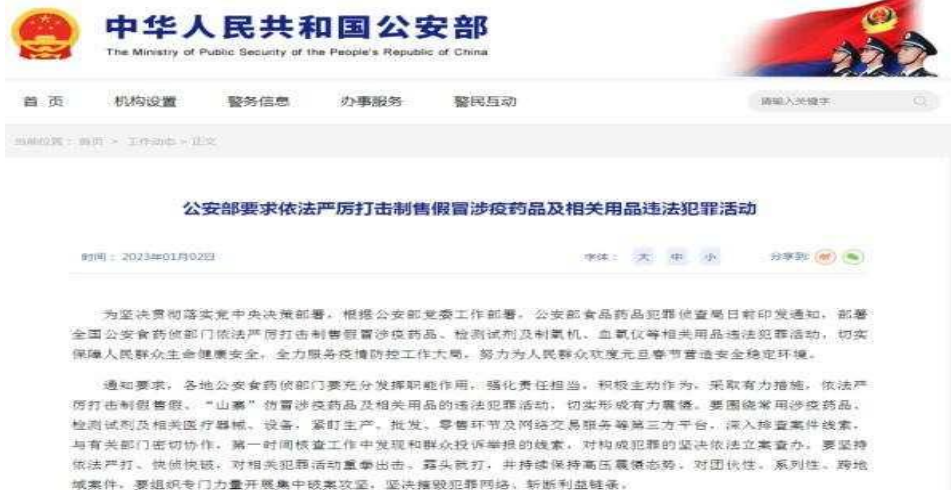 中华人民共和国公安部
The Ministry of Public Security of the People's Republic of China
首 页 机构设置 警务信息 办事服务 警民互动 请输入关键字
当前位置： 首页 > 工作动态 > 正文
公安部要求依法严厉打击制售假冒涉疫药品及相关用品违法犯罪活动
时间： 2023年01月02日 字体： 大 中 小 分享到:
为坚决贯彻落实党中央决策部署，根据公安部党委工作部署，公安部食品药品犯罪侦查局日前印发通知，部署
全国公安食药侦部门依法严厉打击制售假冒涉疫药品、检测试剂及制氧机、血氧仪等相关用品违法犯罪活动，切实
保障人民群众生命健康安全，全力服务疫情防控工作大局，努力为人民群众欢度元旦春节营造安全稳定环境。
通知要求，各地公安食药侦部门要充分发挥职能作用，强化责任担当，积极主动作为，采取有力措施，依法严
厉打击制假售假、“山寨”仿冒涉疫药品及相关用品的违法犯罪活动，切实形成有力震慑。要围绕常用涉疫药品、
检测试剂及相关医疗器械、设备，紧盯生产、批发、零售环节及网络交易服务等第三方平台，深入排查案件线索，
与有关部门密切协作，第一时间核查工作中发现和群众投诉举报的线索，对构成犯罪的坚决依法立案查办，要坚持
依法严打、快侦快破，对相关犯罪活动重拳出击、露头就打，并持续保持高压震慑态势，对团伙性、系列性、跨地
域案件，要组织专门力量开展集中破案攻坚，坚决摧毁犯罪网络、斩断利益链条。